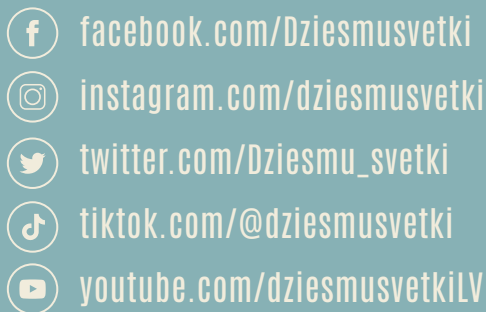 facebook.com/Dziesmusvetki
instagram.com/dziesmusvetki
twitter.com/Dziesmu_svetki
tiktok.com/@dziesmusvetki
youtube.com/dziesmusvetkiLV